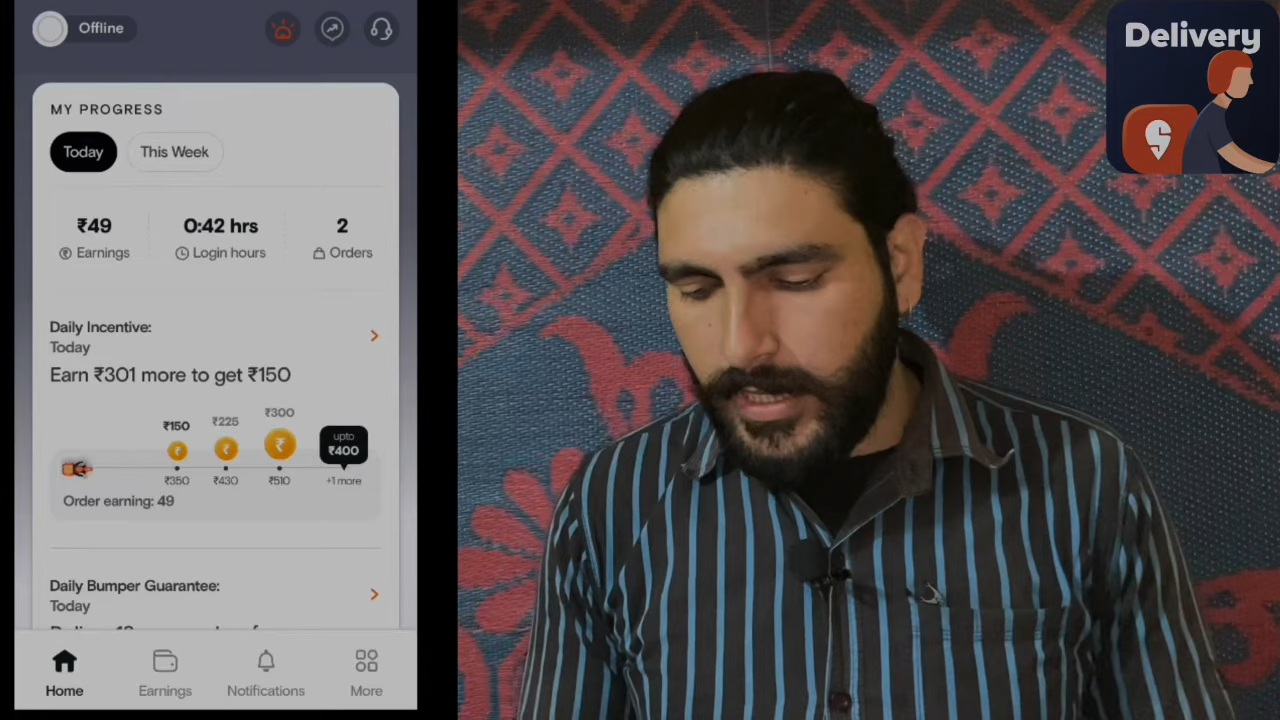 Offline
MY PROGRESS
Today
This Week
₹49
0:42 hrs
2
Earnings
Login hours
Orders
Daily Incentive:
Today
Earn ₹301 more to get ₹150
₹150
₹225
₹300
upto
₹400
₹350
₹430
₹510
+1 more
Order earning: 49
Daily Bumper Guarantee:
Today
Home
Earnings
Notifications
More
Delivery